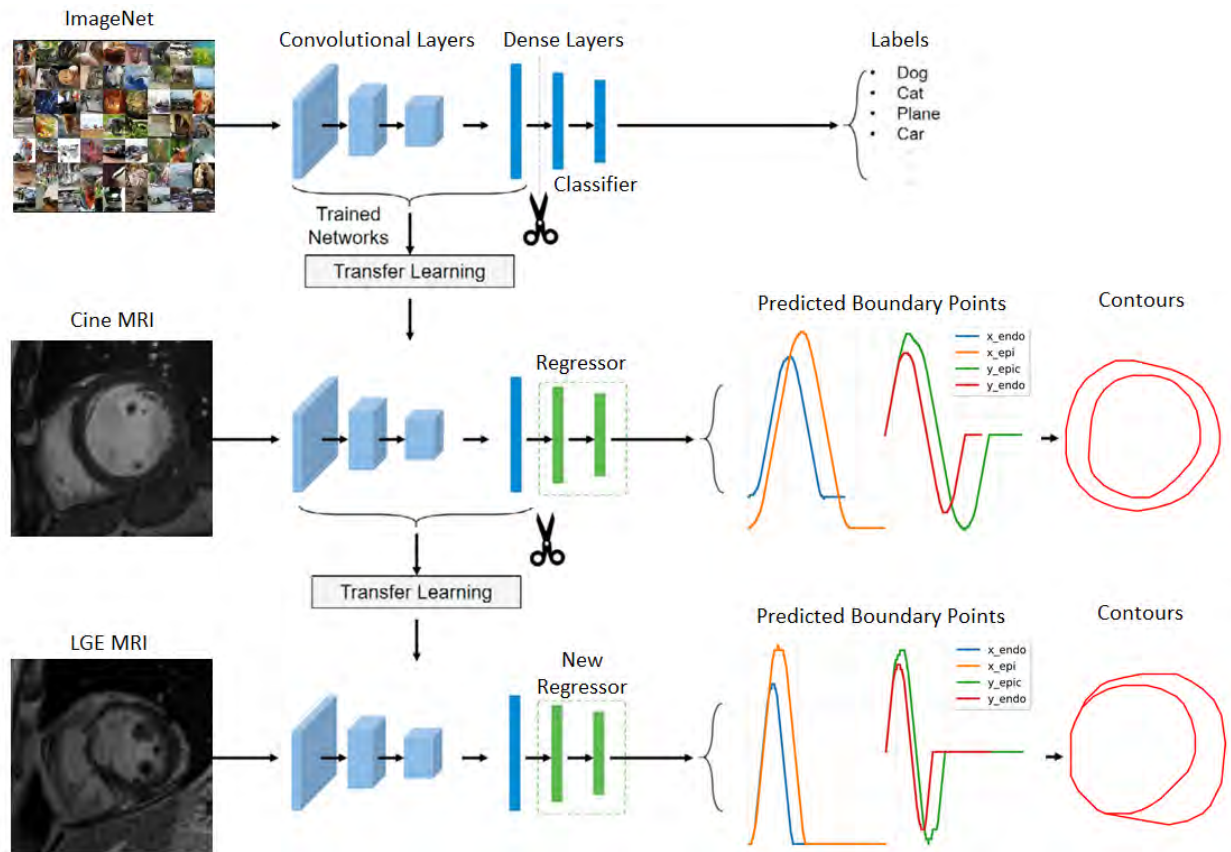 ImageNet
Convolutional Layers
Dense Layers
Labels
• Dog
• Cat
• Plane
• Car
Classifier
Trained
Networks
Transfer Learning
Cine MRI
Regressor
Predicted Boundary Points
Contours
x_endo
x_epi
y_epic
y_endo
Transfer Learning
LGE MRI
New
Regressor
Predicted Boundary Points
Contours
x_endo
x_epi
y_epic
y_endo